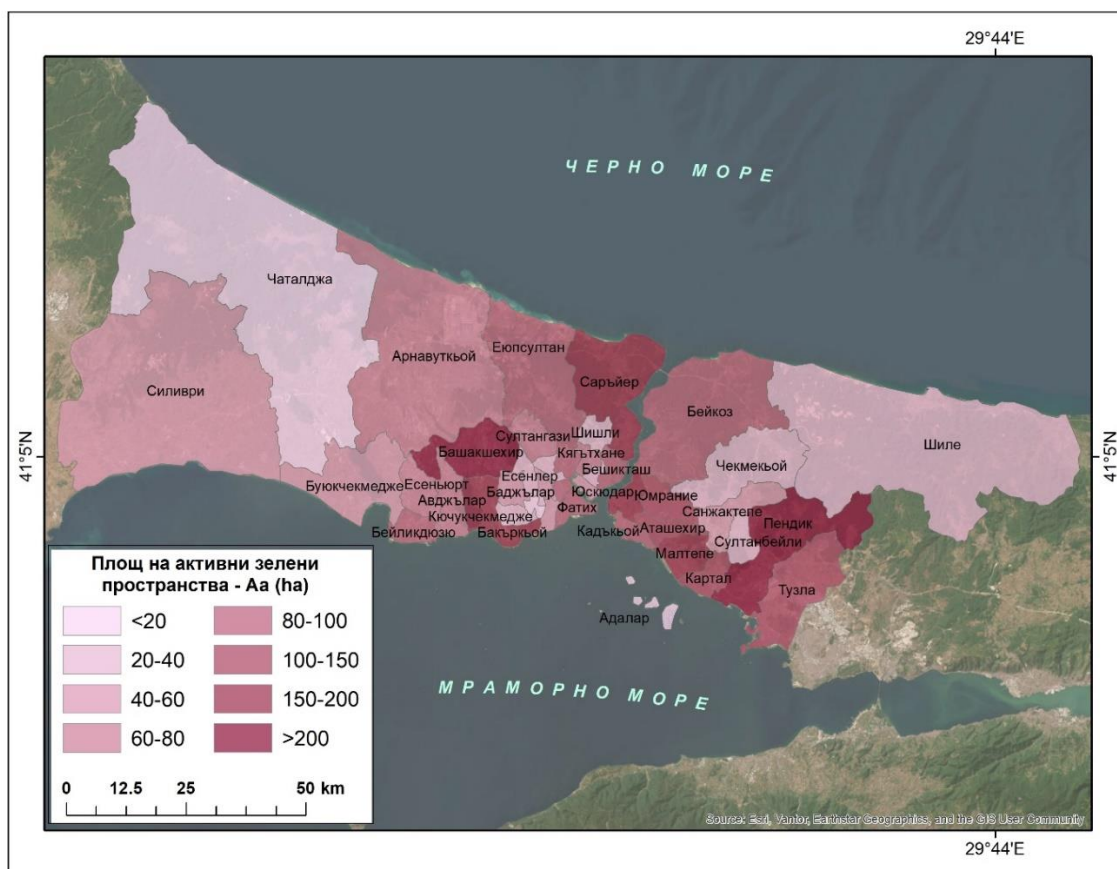 29°44'E
ЧЕРНО МОРЕ
Чаталджа
Силиври
Арнавуткьой
Еюпсултан
Саръйер
Бейкоз
Шиле
41°5'N
41°5'N
Султангази
Шишли
Башакшехир
Кягътхане
Чекмекьой
Есенлер
Бешикташ
Буюкчекмедже
Есеньюрт
Баджълар
Юскюдар
Юмрание
Авджълар
Фатих
Санжактепе
Кючукчекмедже
Пендик
Бейликдюзю
Бакъркьой
Кадъкьой
Аташехир
Султанбейли
Малтепе
Картал
Тузла
Адалар
МРАМОРНО МОРЕ
Площ на активни зелени
пространства - Аа (ha)
<20
80-100
20-40
100-150
40-60
150-200
60-80
>200
0 12.5 25 50 km
Source: Esri, Vantor, Earthstar Geographics, and the GIS User Community
29°44'E